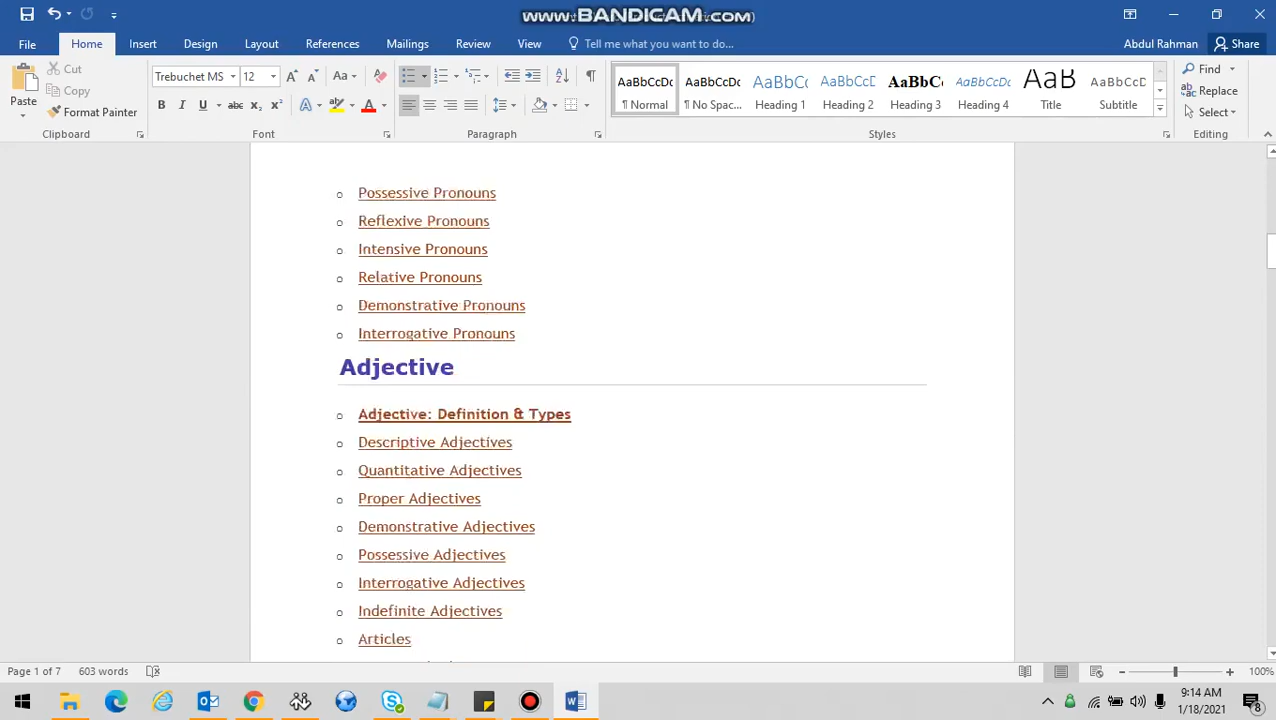 www.BANDICAM.com
File Home Insert Design Layout References Mailings Review View Tell me what you want to do... Abdul Rahman Share
Paste Cut Copy Format Painter
Trebuchet MS 12
AaBbCcDc ¶ Normal
AaBbCcDc ¶ No Spac...
AaBbCc Heading 1
AaBbCcDc Heading 2
AaBbC Heading 3
AaBbCcDc Heading 4
AaB Title
AaBbCcD Subtitle
Find
Replace
Select
Clipboard Font Paragraph Styles Editing
Possessive Pronouns
Reflexive Pronouns
Intensive Pronouns
Relative Pronouns
Demonstrative Pronouns
Interrogative Pronouns
Adjective
Adjective: Definition & Types
Descriptive Adjectives
Quantitative Adjectives
Proper Adjectives
Demonstrative Adjectives
Possessive Adjectives
Interrogative Adjectives
Indefinite Adjectives
Articles
Page 1 of 7 603 words 100%
9:14 AM
1/18/2021
8